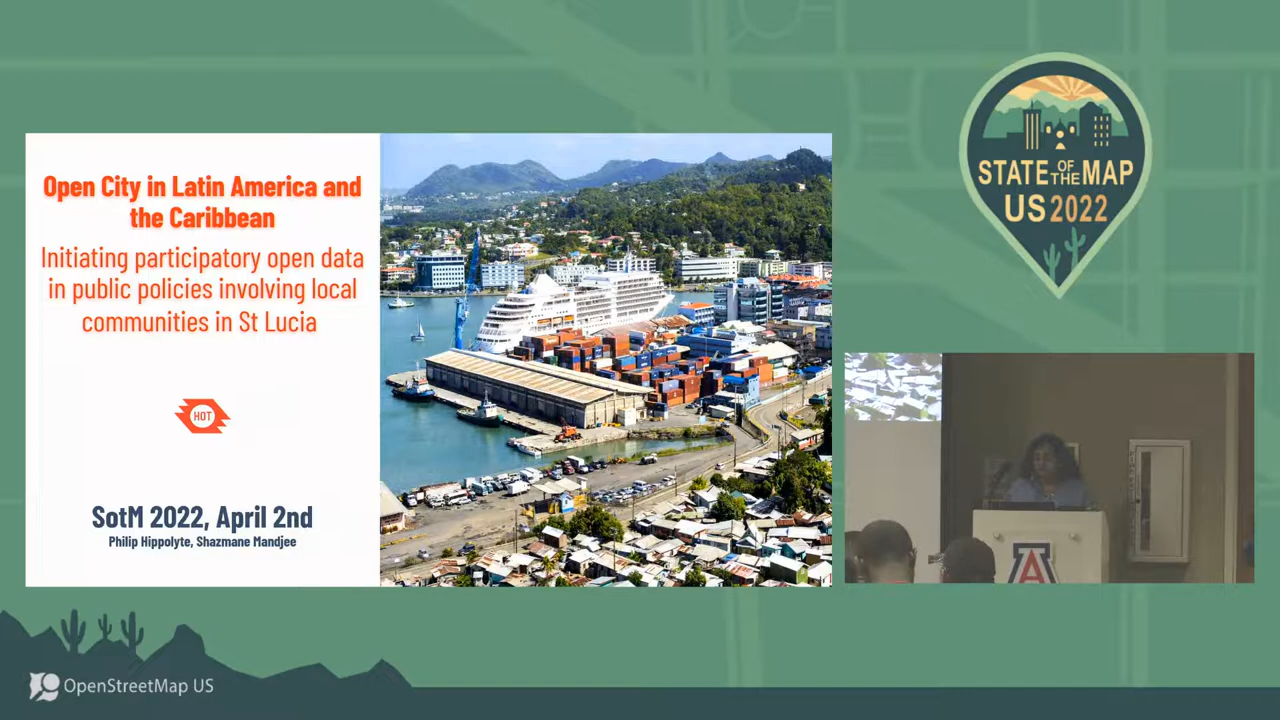 Open City in Latin America and
the Caribbean
Initiating participatory open data
in public policies involving local
communities in St Lucia
HOT
SotM 2022, April 2nd
Philip Hippolyte, Shazmane Mandjee
STATE OF THE MAP
US 2022
A
OpenStreetMap US